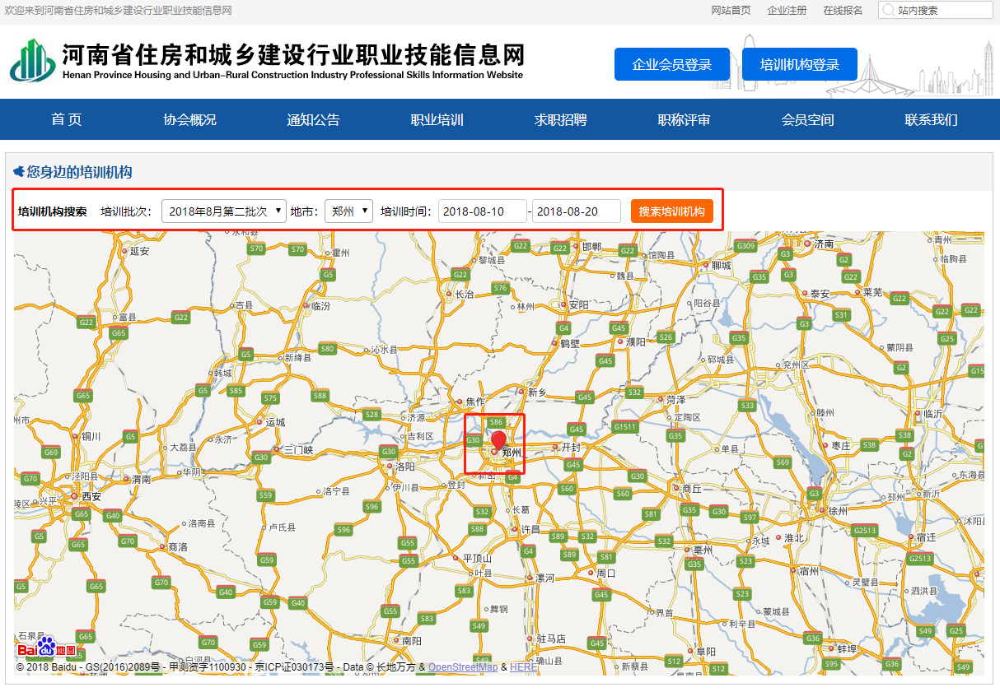 欢迎来到河南省住房和城乡建设行业职业技能信息网
网站首页 企业注册 在线报名 站内搜索
河南省住房和城乡建设行业职业技能信息网
Henan Province Housing and Urban-Rural Construction Industry Professional Skills Information Website
企业会员登录 培训机构登录
首 页 协会概况 通知公告 职业培训 求职招聘 职称评审 会员空间 联系我们
您身边的培训机构
培训机构搜索 培训批次: 2018年8月第二批次 地市: 郑州 培训时间: 2018-08-10 - 2018-08-20 搜索培训机构
延安 S70 S70 霍州 G22 G22 邯郸 G22 馆陶县 G309 济南 青州
黎城县 聊城 G3 G2 临朐县
G5 G22 魏县 G35 G3 G22
吉县 临汾 长治 S76 林州 安阳 阳谷县 泰安 莱芜 G22
G22 富县 G22 S31 G22 G22
G65 G4 G45 S26 G35 G3 G25
鹤壁 濮阳
G5 新绛县 S80 沁水县 G45 郓城县 兖州区 蒙阴县 G2
韩城 G15
G65 G5 S85 S75 S88 焦作 新乡 G45 S32 菏泽 S33
州市 运城 S28 济源 S86 定陶区 滕州 临沂
铜川 G5 永济 吉利区 G30 G45 G1511 G35 S38
G69 大荔县 G30 三门峡 G30 郑州 开封 单县 枣庄 S38 G2
洛阳 G45 S69
G70 泾阳县 渭南 华阴 登封 G4 G30 东海县
兴平 西安 S59 洛宁县 伊川县 S60 S60 商丘 G3 邳州 新沂
G65 G40 S96 S32 长葛 S81 G35 G30 S97 徐州 沭阳县
洛南县 卢氏县 S96 S88 许昌
G5 G65 G70 商洛 G55 G4 S89 S32 S32 永城 淮北 G2513 宿迁
G59 G55 平顶山 S89 S81 亳州 S23 G2513
G5 G65 G70 叶县 漯河 周口 G35 宿州
G40 S83 G45 S23 灵璧县 泗洪县
G59 G40 G55 舞钢 界首 蒙城县
S83 S49 利辛县
石泉县 G65 G70 G59 南阳 驻马店 G45 阜阳 G36 S49 G25
Bai 地图 确山县 S12 S95 蚌埠 G36
新蔡县 S12 S49
© 2018 Baidu - GS(2016)2089号 - 甲测资字1100930 - 京ICP证030173号 - Data © 长地万方 & OpenStreetMap & HERE